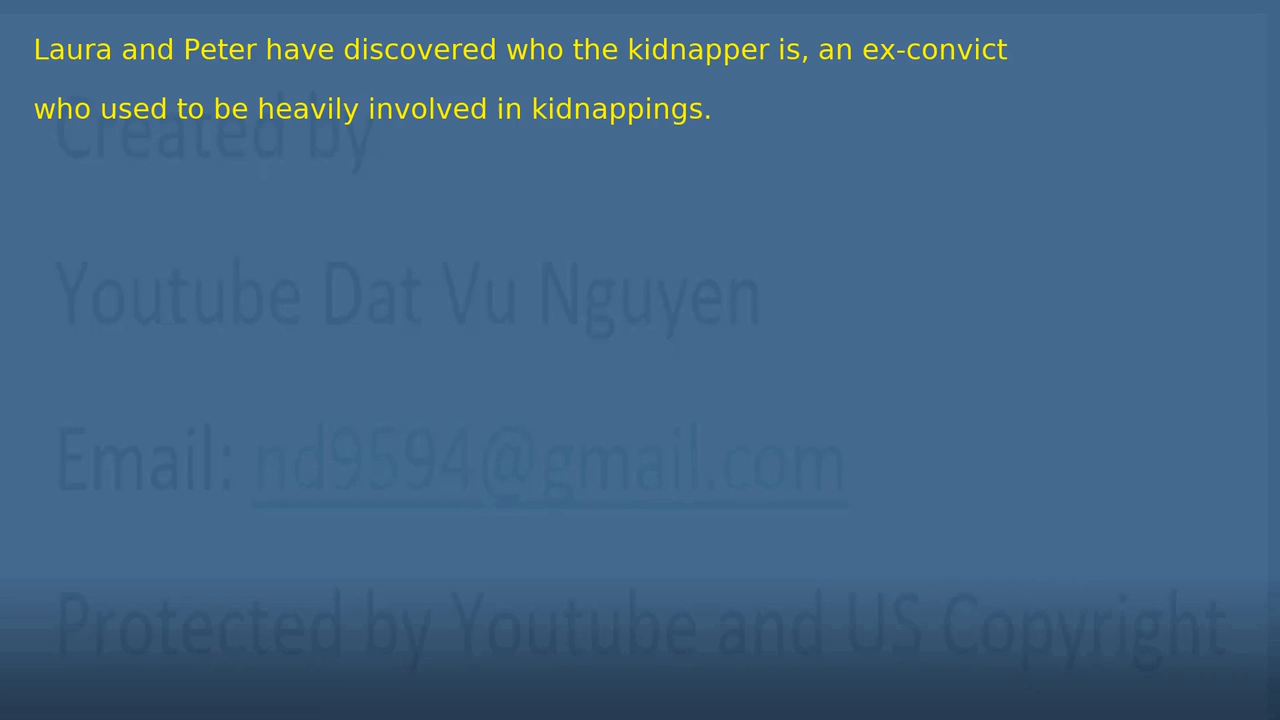 Laura and Peter have discovered who the kidnapper is, an ex-convict
who used to be heavily involved in kidnappings.
Created by
Youtube Dat Vu Nguyen
Email: nd9594@gmail.com
Protected by Youtube and US Copyright